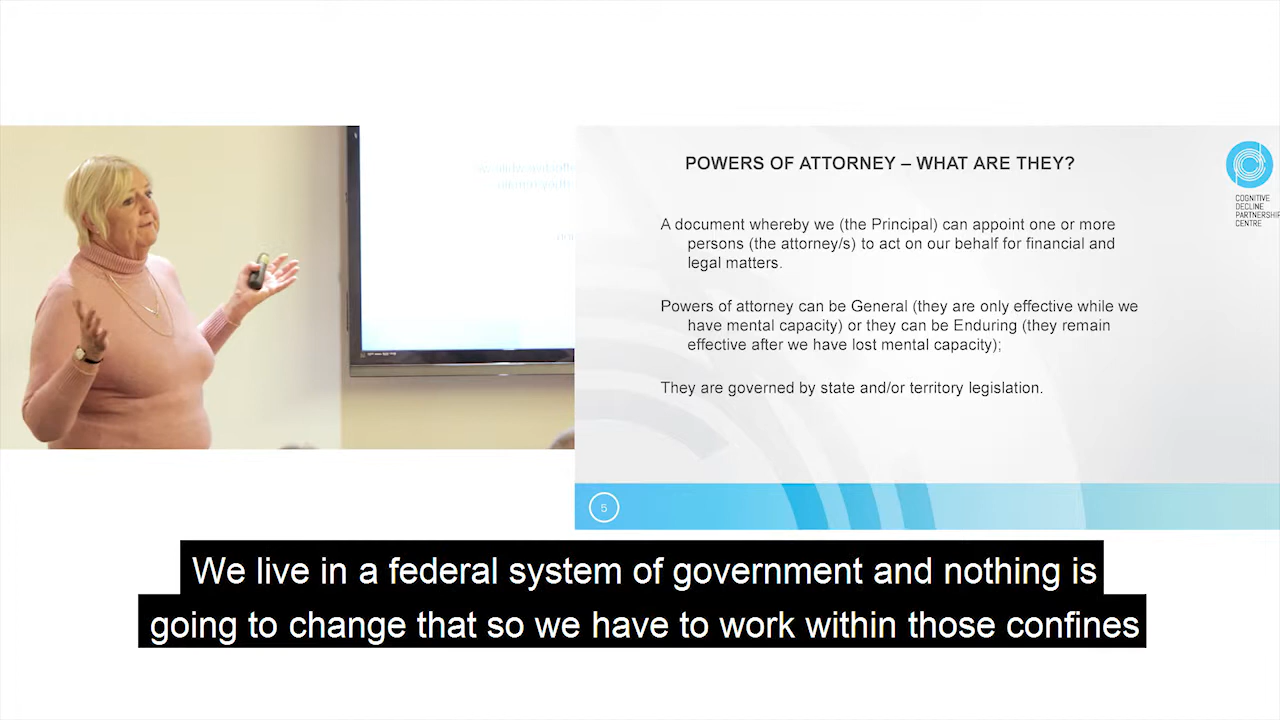 POWERS OF ATTORNEY – WHAT ARE THEY?
COGNITIVE
DECLINE
PARTNERSHIP
CENTRE
A document whereby we (the Principal) can appoint one or more
persons (the attorney/s) to act on our behalf for financial and
legal matters.
Powers of attorney can be General (they are only effective while we
have mental capacity) or they can be Enduring (they remain
effective after we have lost mental capacity);
They are governed by state and/or territory legislation.
5
We live in a federal system of government and nothing is
going to change that so we have to work within those confines